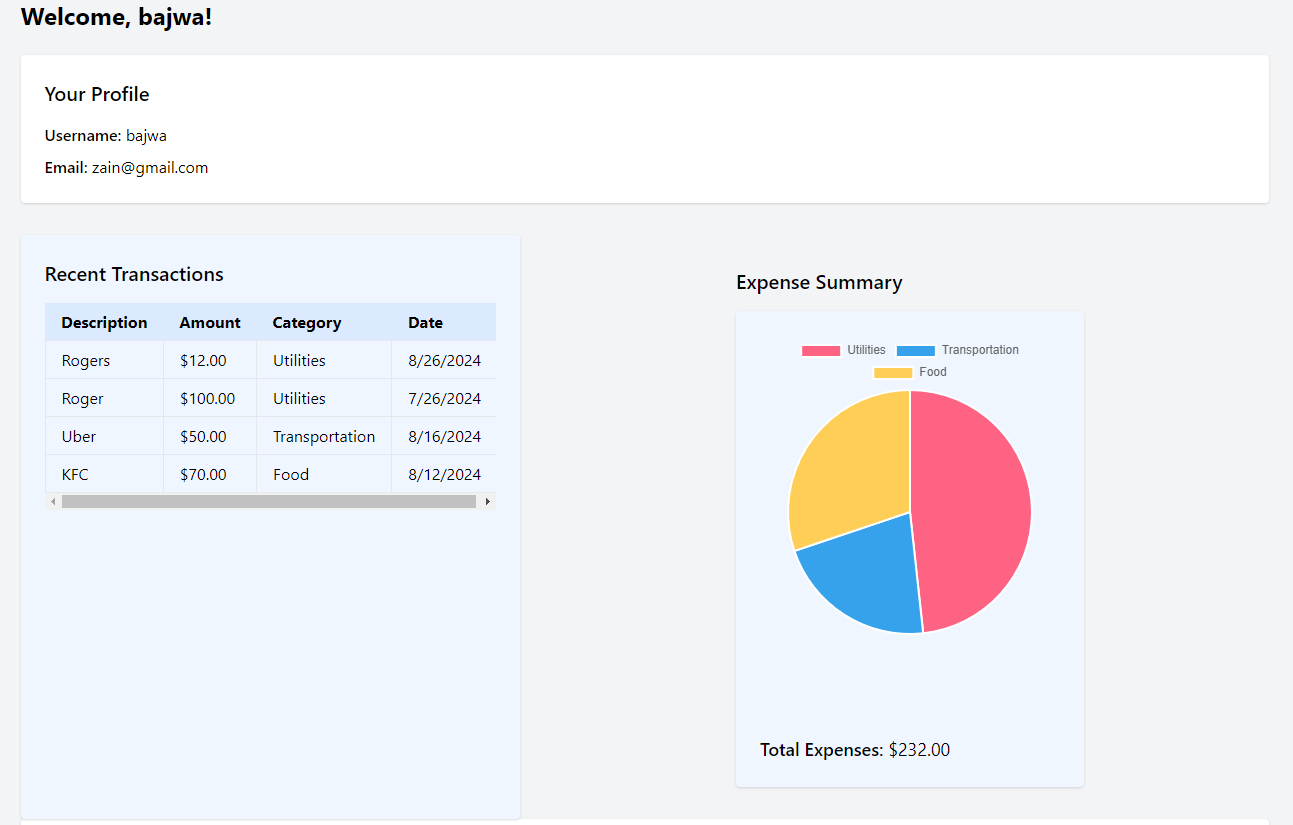 Welcome, bajwa!
Your Profile
Username: bajwa
Email: zain@gmail.com
Recent Transactions
Description Amount Category Date
Rogers $12.00 Utilities 8/26/2024
Roger $100.00 Utilities 7/26/2024
Uber $50.00 Transportation 8/16/2024
KFC $70.00 Food 8/12/2024
Expense Summary
Utilities Transportation
Food
Total Expenses: $232.00